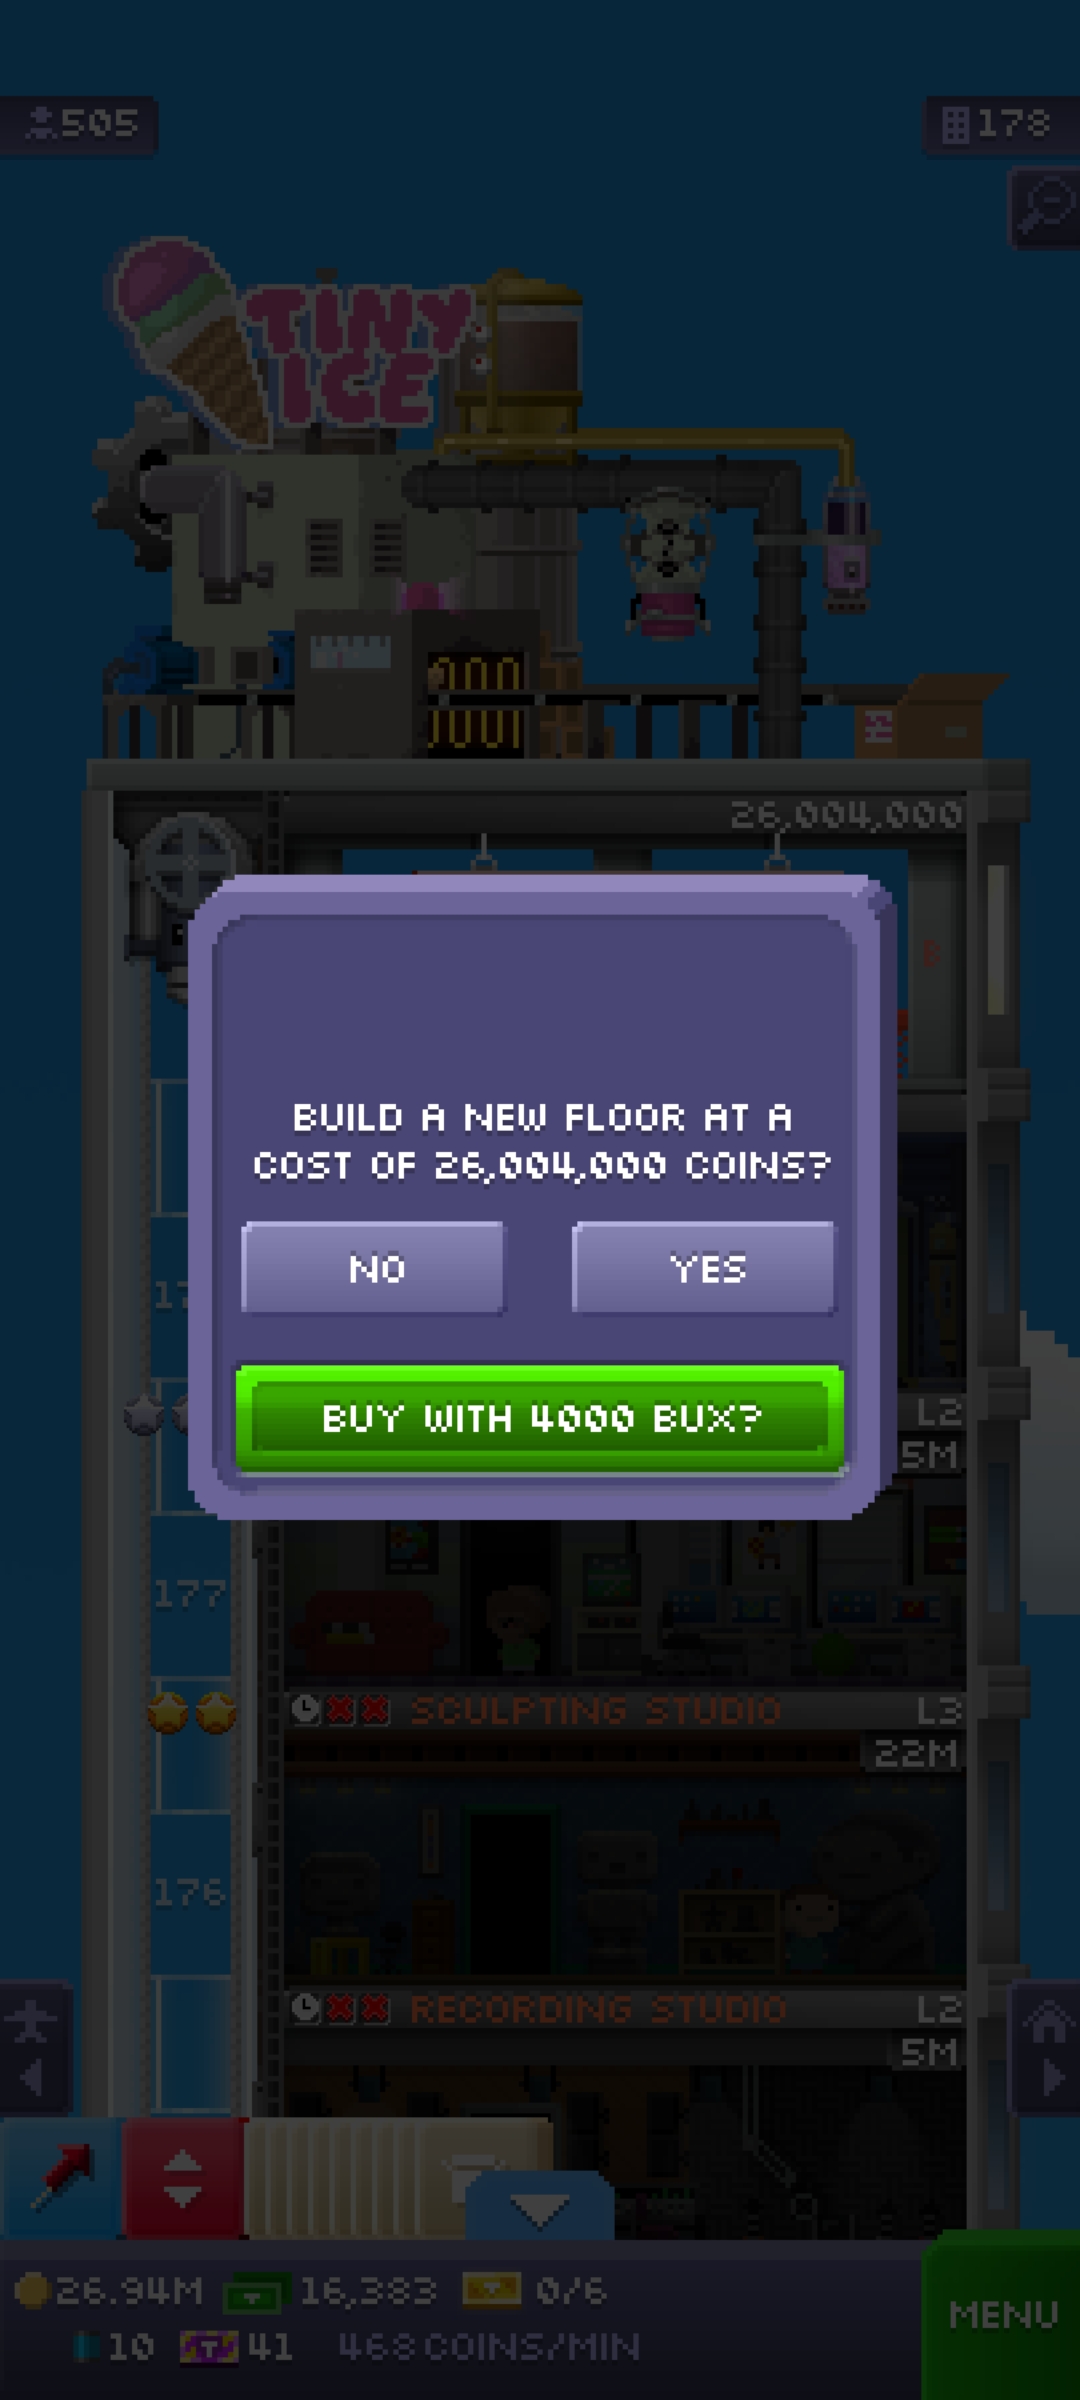 505
178
TINY
ICE
26,004,000
BUILD A NEW FLOOR AT A
COST OF 26,004,000 COINS?
NO
YES
BUY WITH 4000 BUX?
L2
5M
177
SCULPTING STUDIO
L3
22M
176
RECORDING STUDIO
L2
5M
26.94M
16,383
0/6
MENU
10
41
468 COINS/MIN